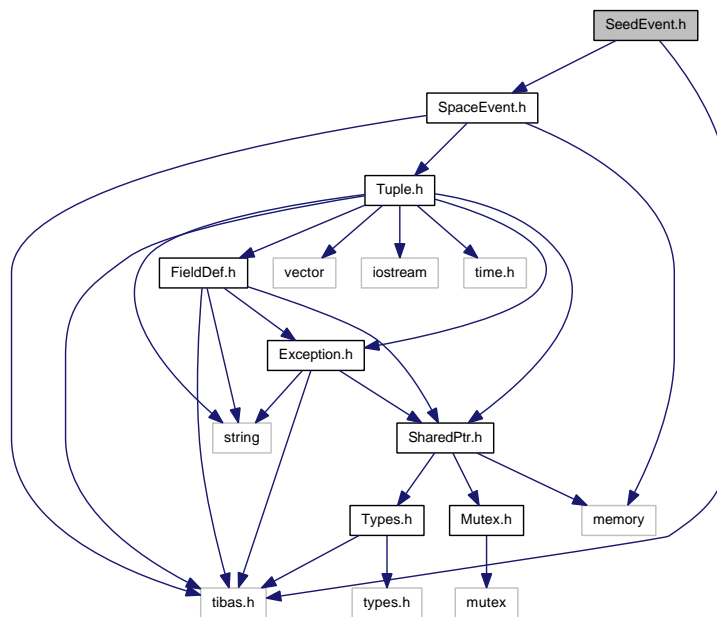 SeedEvent.h
SpaceEvent.h
Tuple.h
FieldDef.h
vector
iostream
time.h
Exception.h
string
SharedPtr.h
Types.h
Mutex.h
memory
tibas.h
types.h
mutex